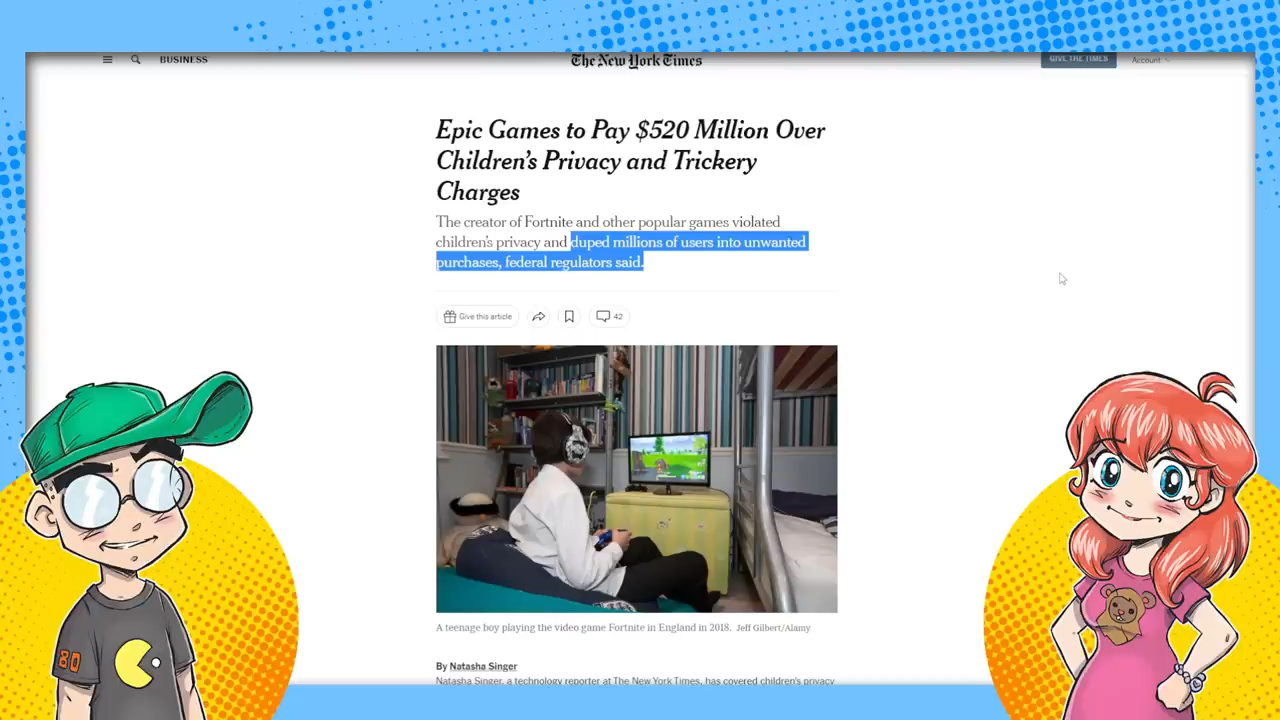 BUSINESS
The New York Times
GIVE THE TIMES
Account
Epic Games to Pay $520 Million Over
Children's Privacy and Trickery
Charges
The creator of Fortnite and other popular games violated
children's privacy and duped millions of users into unwanted
purchases, federal regulators said.
Give this article
42
A teenage boy playing the video game Fortnite in England in 2018. Jeff Gilbert/Alamy
By Natasha Singer
Natasha Singer, a technology reporter at The New York Times, has covered children's privacy
80